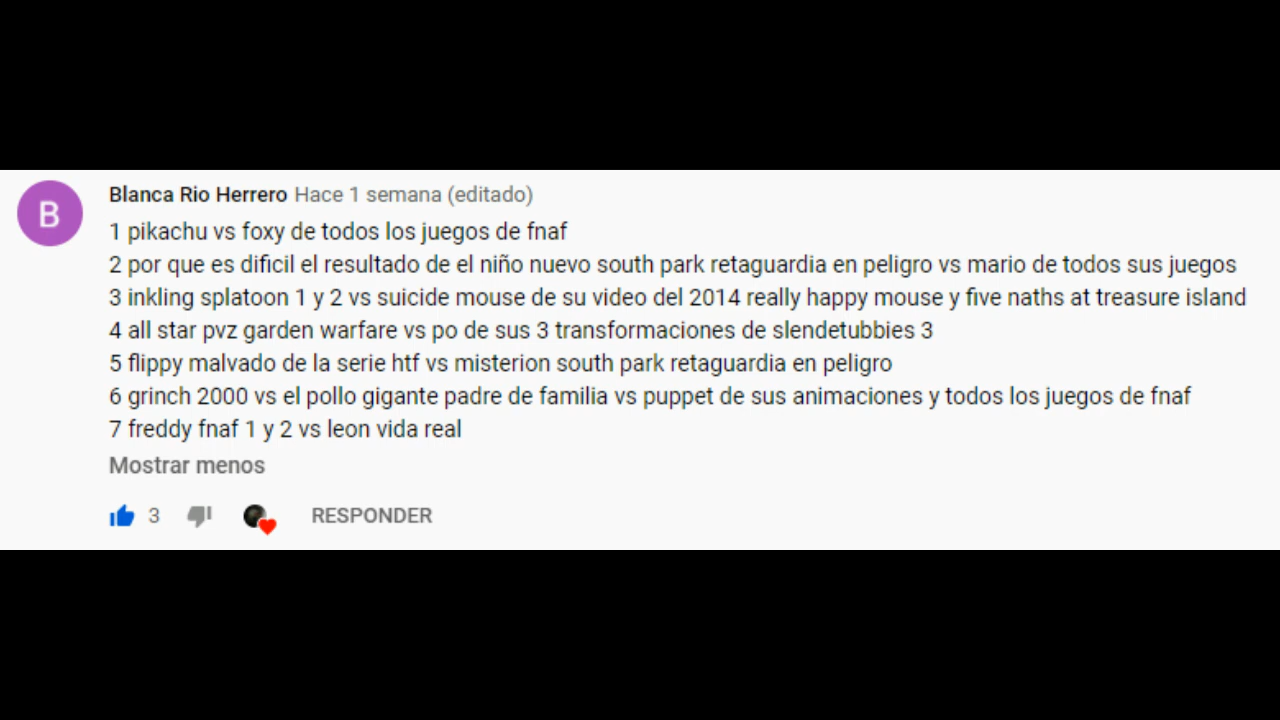 B
Blanca Rio Herrero Hace 1 semana (editado)
1 pikachu vs foxy de todos los juegos de fnaf
2 por que es dificil el resultado de el niño nuevo south park retaguardia en peligro vs mario de todos sus juegos
3 inkling splatoon 1 y 2 vs suicide mouse de su video del 2014 really happy mouse y five naths at treasure island
4 all star pvz garden warfare vs po de sus 3 transformaciones de slendetubbies 3
5 flippy malvado de la serie htf vs misterion south park retaguardia en peligro
6 grinch 2000 vs el pollo gigante padre de familia vs puppet de sus animaciones y todos los juegos de fnaf
7 freddy fnaf 1 y 2 vs leon vida real
Mostrar menos
3 RESPONDER